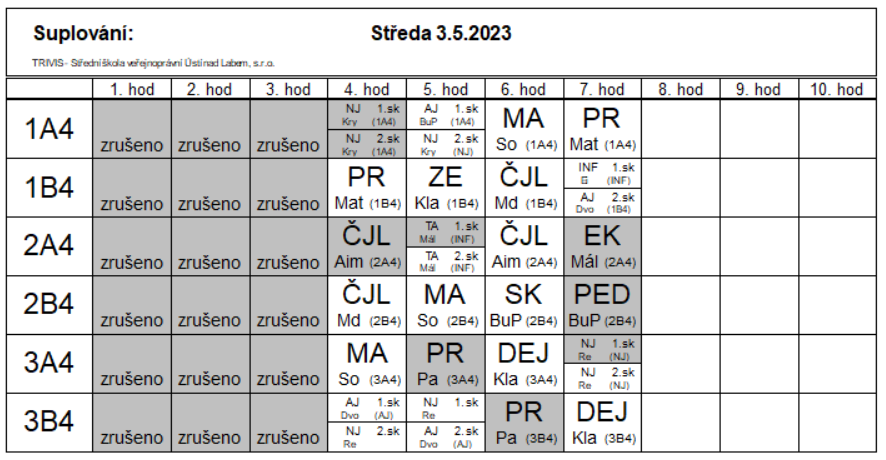 Suplování: Středa 3.5.2023
TRIVIS - Střední škola veřejnoprávní Ústí nad Labem, s.r.o.
1. hod 2. hod 3. hod 4. hod 5. hod 6. hod 7. hod 8. hod 9. hod 10. hod
1A4 zrušeno zrušeno zrušeno
NJ 1.sk
Kry (1A4)
NJ 2.sk
Kry (1A4)
AJ 1.sk
BuP (1A4)
NJ 2.sk
Kry (NJ)
MA
So (1A4)
PR
Mat (1A4)
1B4 zrušeno zrušeno zrušeno
PR
Mat (1B4)
ZE
Kla (1B4)
ČJL
Md (1B4)
INF 1.sk
(INF)
AJ 2.sk
Dvo (1B4)
2A4 zrušeno zrušeno zrušeno
ČJL
Aim (2A4)
TA 1.sk
Mál (INF)
TA 2.sk
Mál (INF)
ČJL
Aim (2A4)
EK
Mál (2A4)
2B4 zrušeno zrušeno zrušeno
ČJL
Md (2B4)
MA
So (2B4)
SK
BuP (2B4)
PED
BuP (2B4)
3A4 zrušeno zrušeno zrušeno
MA
So (3A4)
PR
Pa (3A4)
DEJ
Kla (3A4)
NJ 1.sk
Re (NJ)
NJ 2.sk
Re (NJ)
3B4 zrušeno zrušeno zrušeno
AJ 1.sk
Dvo (AJ)
NJ 2.sk
Re
NJ 1.sk
Re
AJ 2.sk
Dvo (AJ)
PR
Pa (3B4)
DEJ
Kla (3B4)